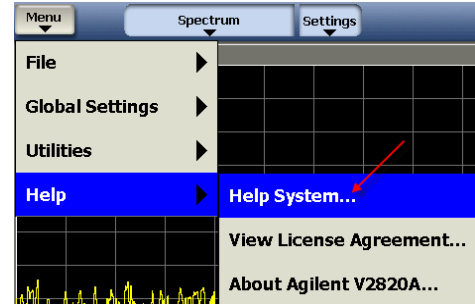 Menu
Spectrum
Settings
File
Global Settings
Utilities
Help
Help System...
View License Agreement...
About Agilent V2820A...